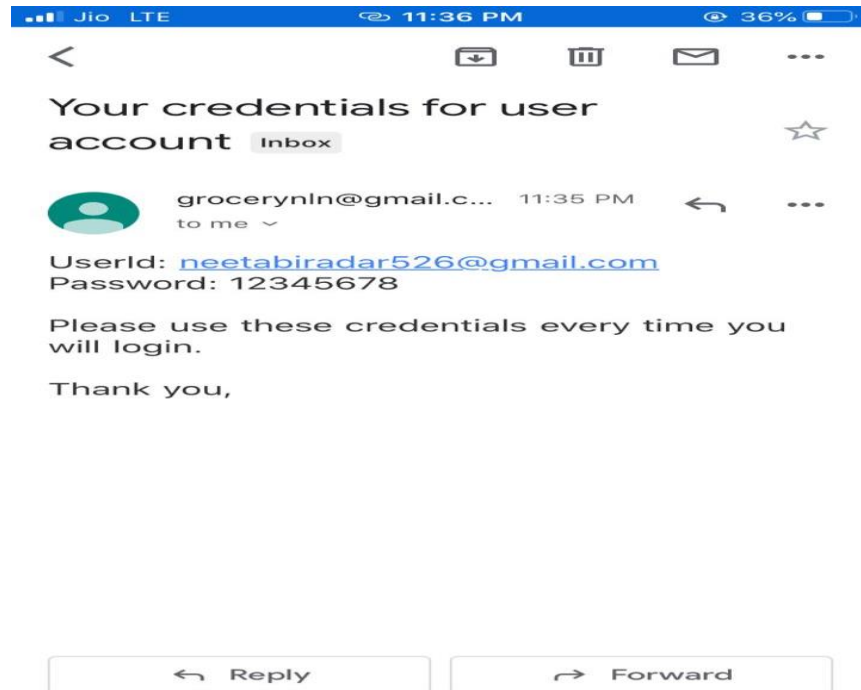 Jio LTE 11:36 PM 36%
Your credentials for user
account Inbox
grocerynln@gmail.c... 11:35 PM
to me
UserId: neetabiradar526@gmail.com
Password: 12345678
Please use these credentials every time you
will login.
Thank you,
Reply Forward